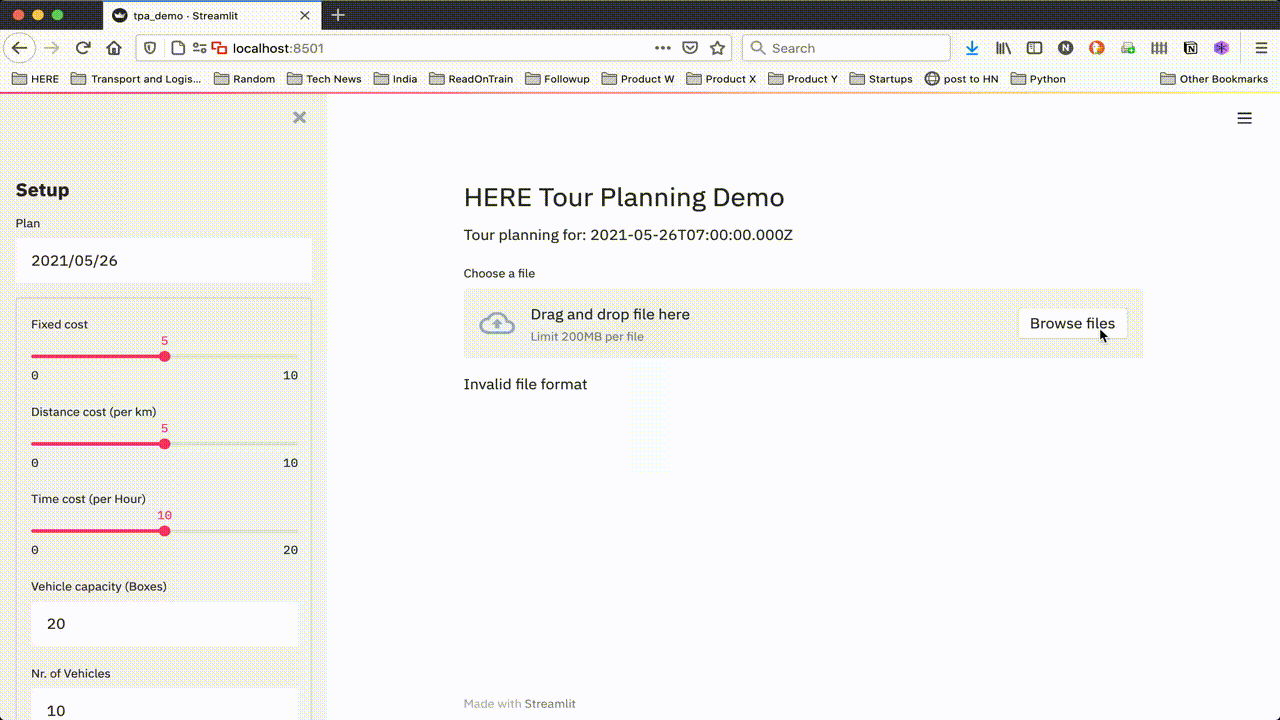 tpa_demo · Streamlit
localhost:8501
Search
HERE
Transport and Logis...
Random
Tech News
India
ReadOnTrain
Followup
Product W
Product X
Product Y
Startups
post to HN
Python
Other Bookmarks
Setup
Plan
2021/05/26
Fixed cost
5
0 10
Distance cost (per km)
5
0 10
Time cost (per Hour)
10
0 20
Vehicle capacity (Boxes)
20
Nr. of Vehicles
10
HERE Tour Planning Demo
Tour planning for: 2021-05-26T07:00:00.000Z
Choose a file
Drag and drop file here
Limit 200MB per file
Browse files
Invalid file format
Made with Streamlit